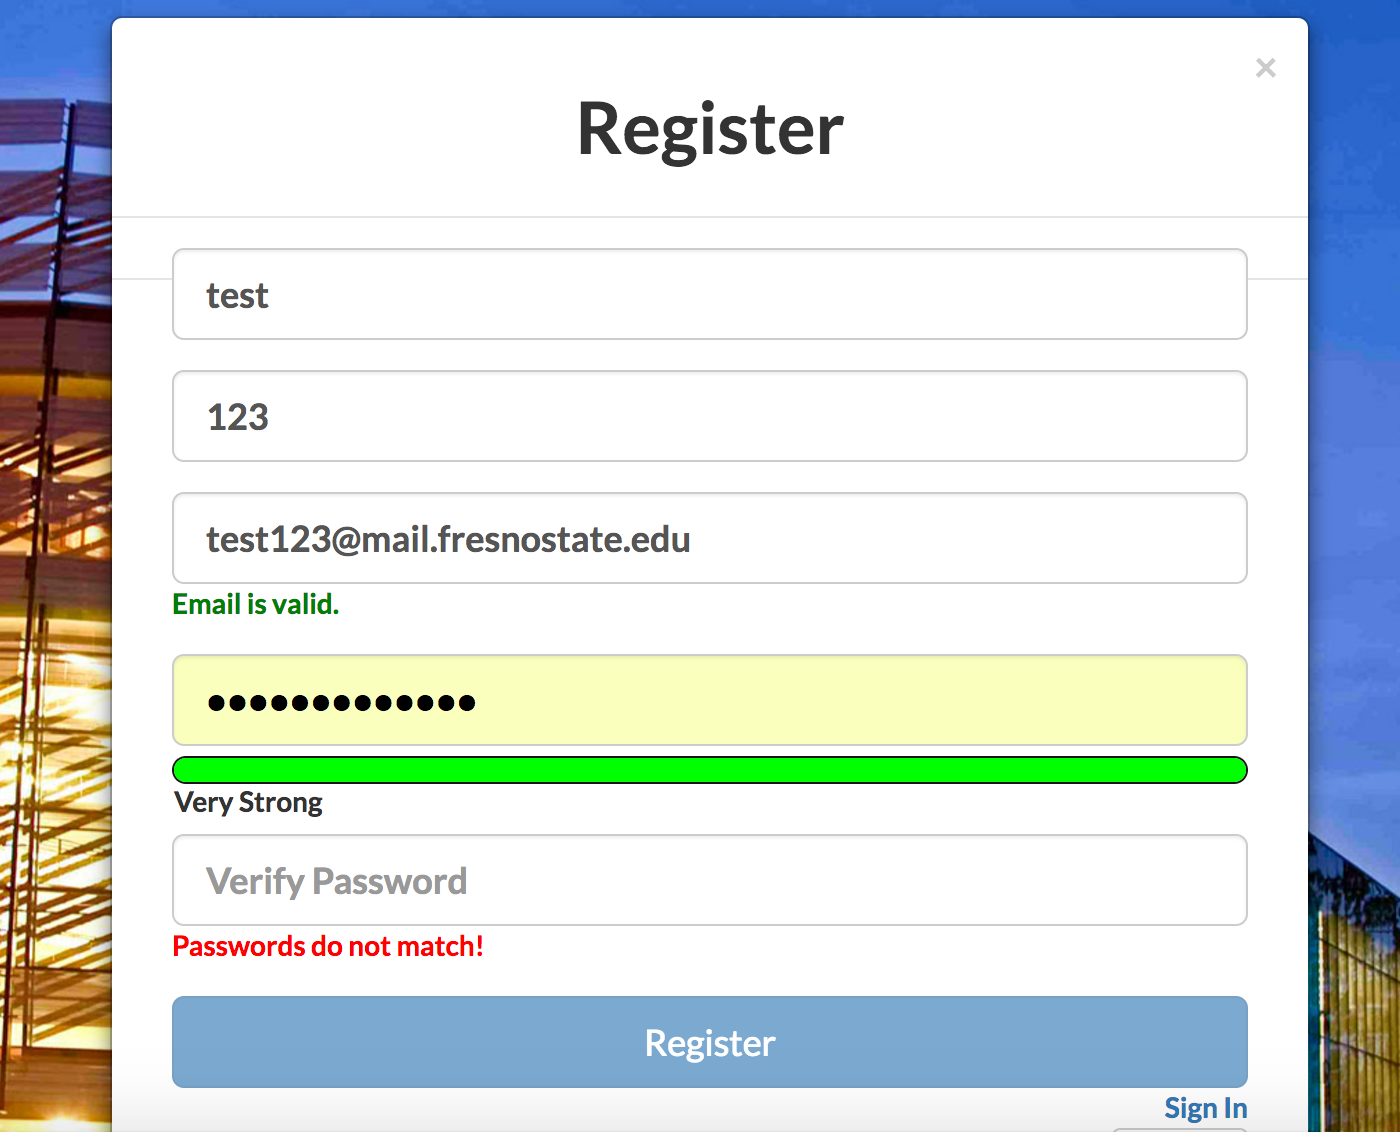 ×
Register
test
123
test123@mail.fresnostate.edu
Email is valid.
•••••••••••••
Very Strong
Verify Password
Passwords do not match!
Register
Sign In